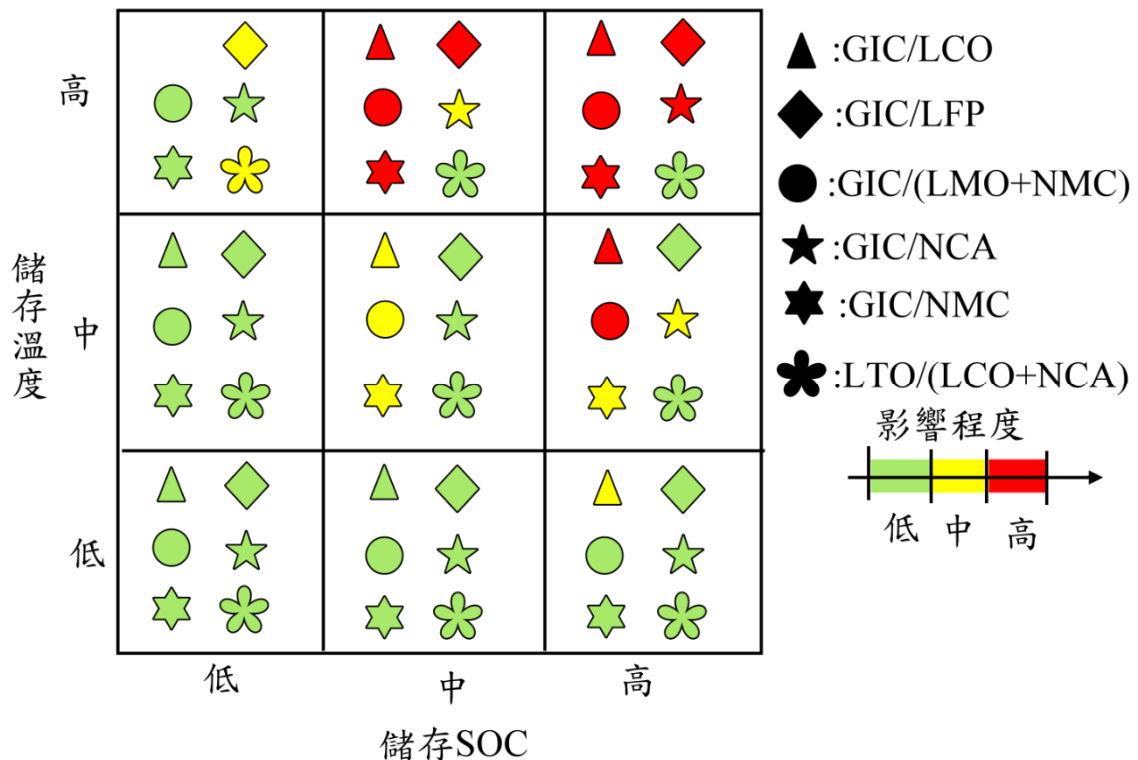 高
中
低
儲存溫度
低
中
高
儲存SOC
:GIC/LCO
:GIC/LFP
:GIC/(LMO+NMC)
:GIC/NCA
:GIC/NMC
:LTO/(LCO+NCA)
影響程度
低 中 高